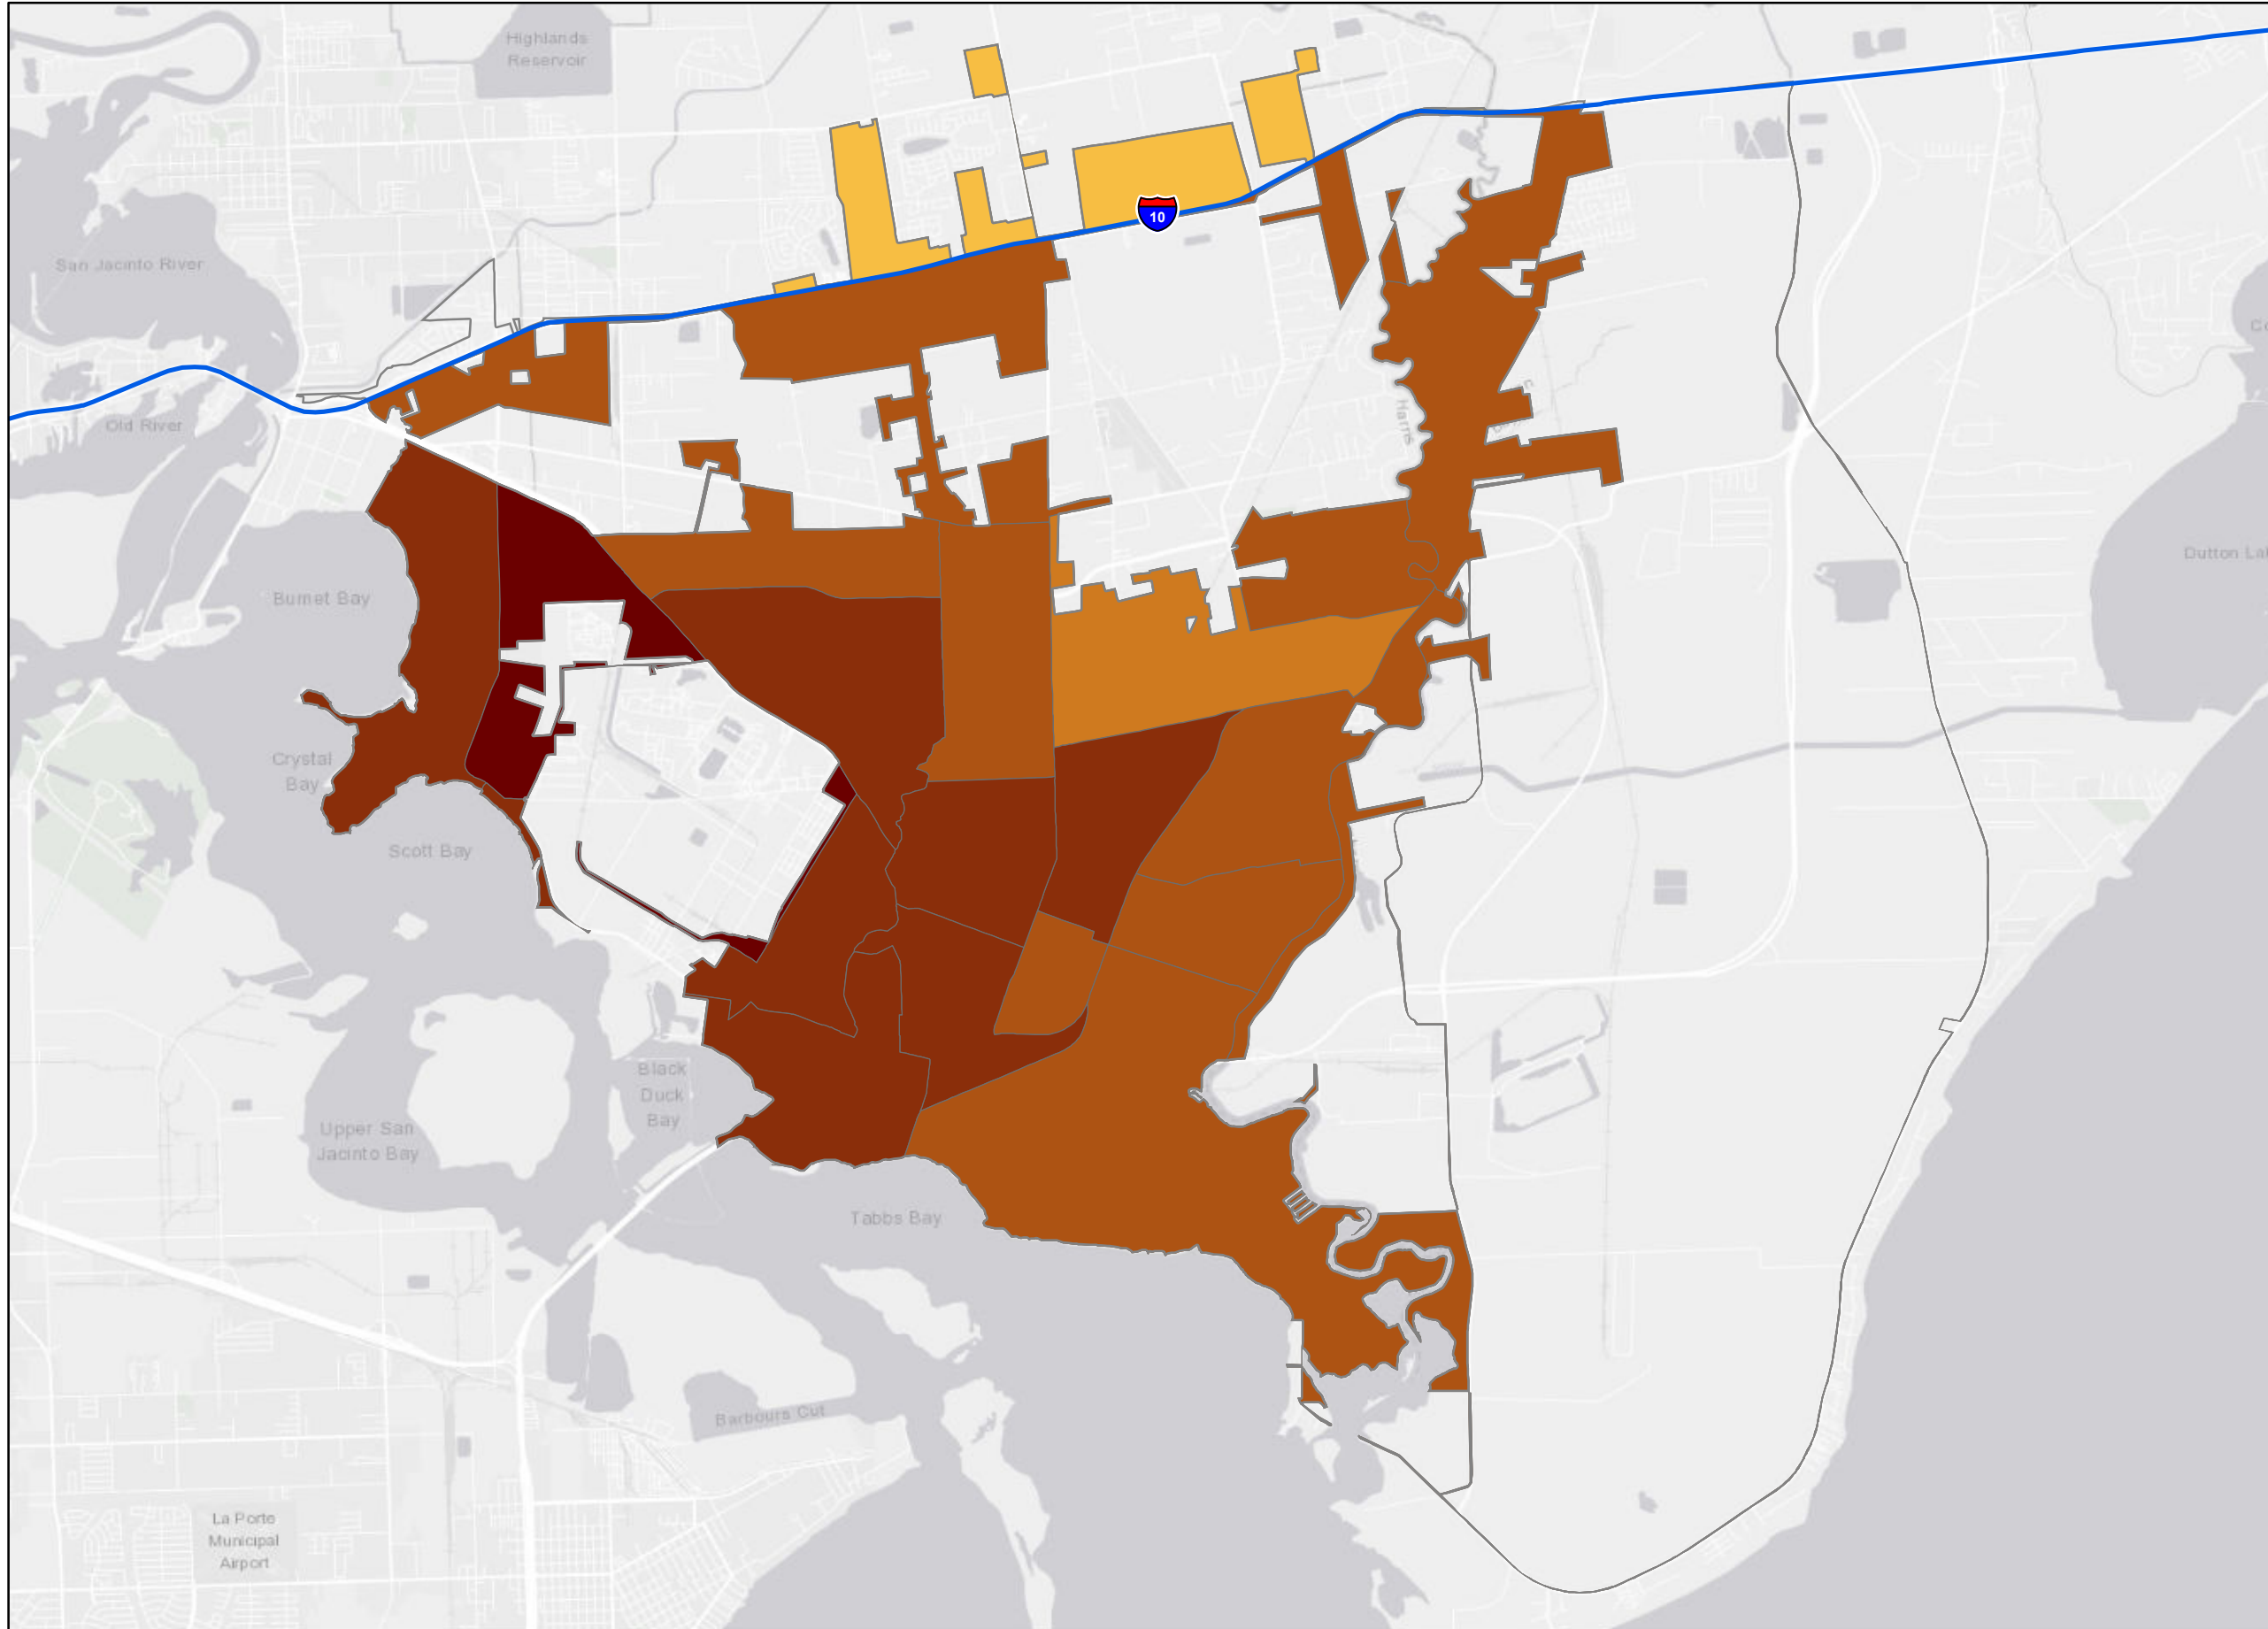 Highlands
Reservoir
10
San Jacinto River
Old River
Harris
Dutton
Burnet Bay
Crystal
Bay
Scott Bay
Black
Duck
Bay
Upper San
Jacinto Bay
Tabbs Bay
Barbours Cut
La Porte
Municipal
Airport